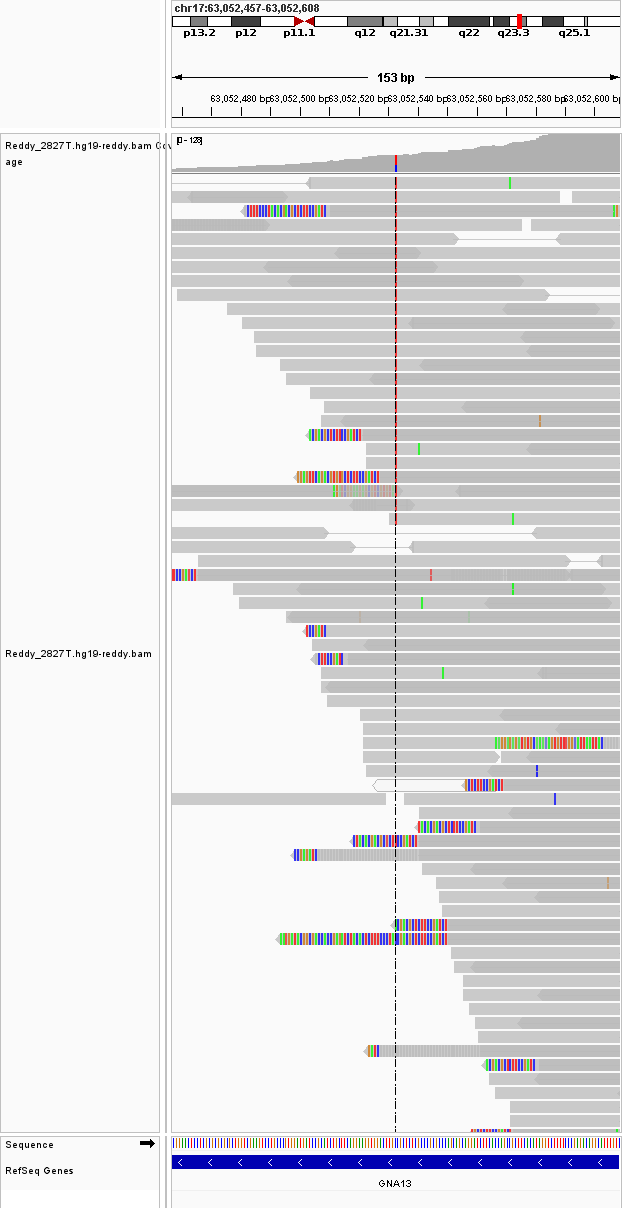 chr17:63,052,457-63,052,608
p13.2 p12 p11.1 q12 q21.31 q22 q23.3 q25.1
153 bp
63,052,480 bp 63,052,500 bp 63,052,520 bp 63,052,540 bp 63,052,560 bp 63,052,580 bp 63,052,600 bp
[0 - 128]
Reddy_2827T.hg19-reddy.bam Cov
age
Reddy_2827T.hg19-reddy.bam
Sequence
RefSeq Genes
GNA13